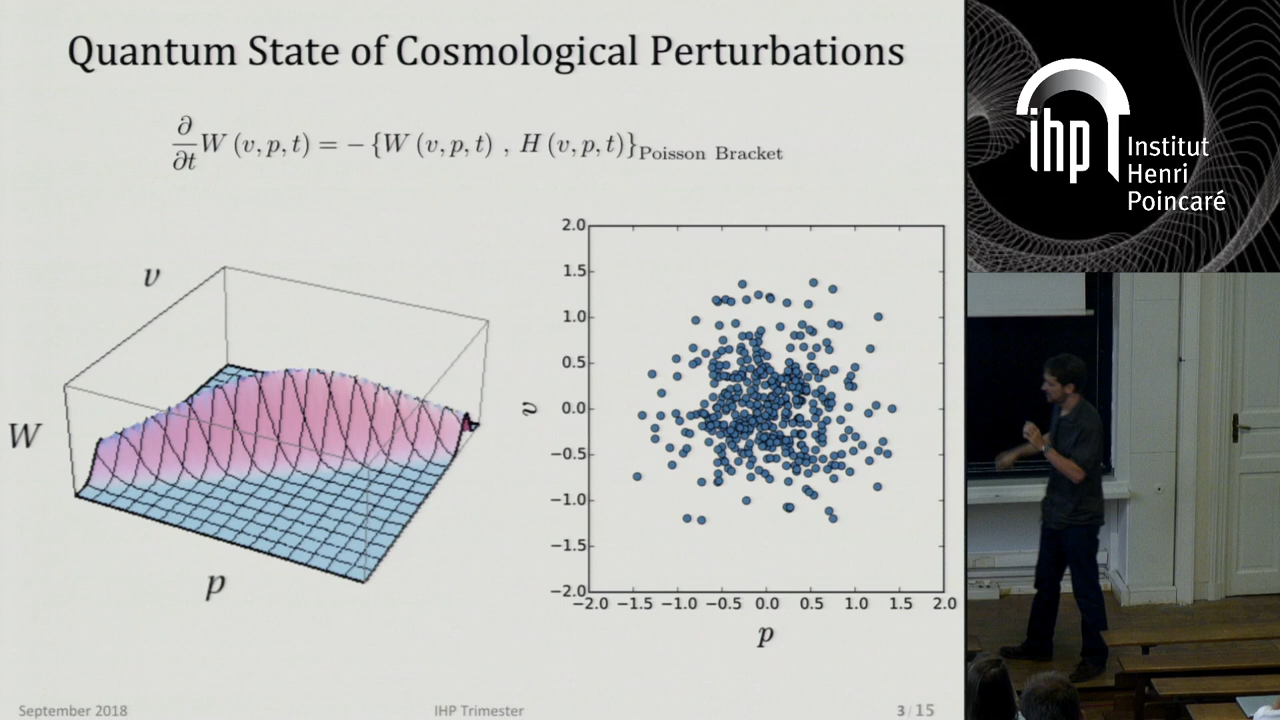 Quantum State of Cosmological Perturbations
∂/∂t W (v, p, t) = − {W (v, p, t) , H (v, p, t)}Poisson Bracket
v
W
p
2.0
1.5
1.0
0.5
0.0
−0.5
−1.0
−1.5
−2.0
v
−2.0 −1.5 −1.0 −0.5 0.0 0.5 1.0 1.5 2.0
p
September 2018 IHP Trimester 3 / 15
ihp
Institut
Henri
Poincaré